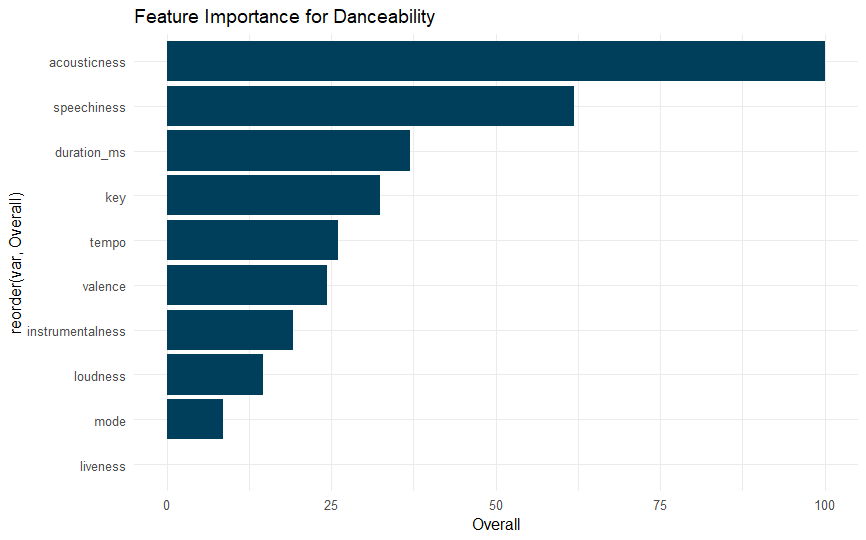 Feature Importance for Danceability
reorder(var, Overall)
acousticness
speechiness
duration_ms
key
tempo
valence
instrumentalness
loudness
mode
liveness
0 25 50 75 100
Overall